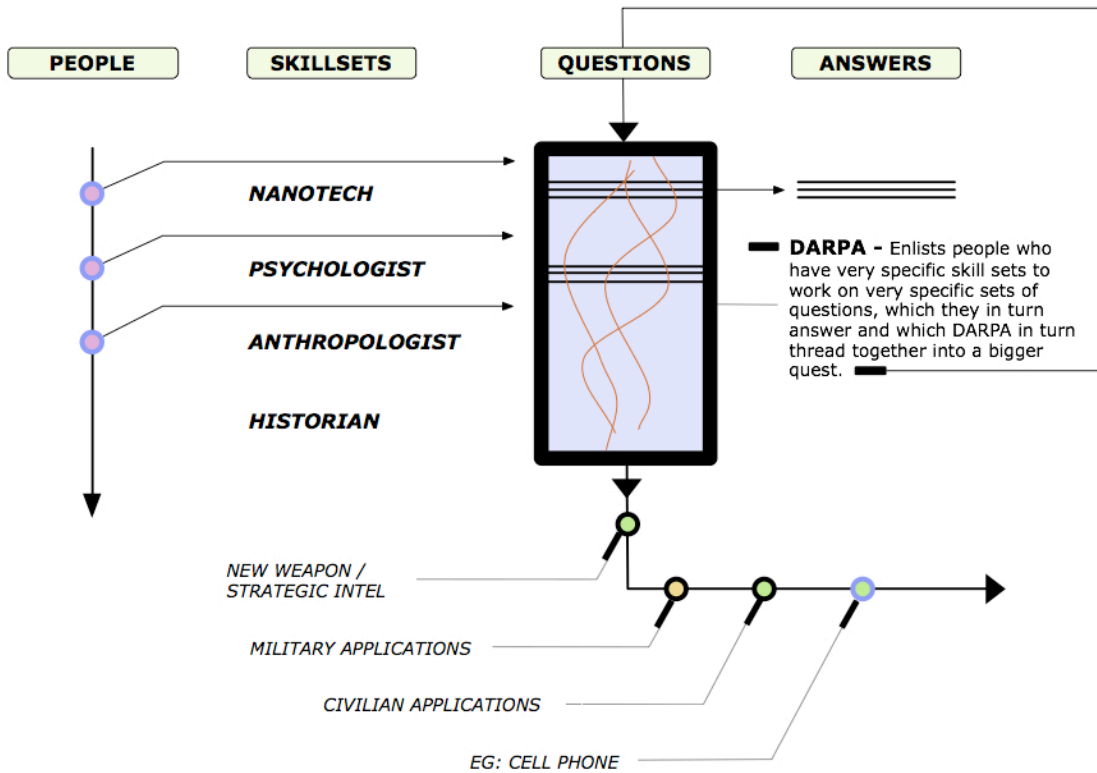 PEOPLE
SKILLSETS
QUESTIONS
ANSWERS
NANOTECH
PSYCHOLOGIST
ANTHROPOLOGIST
HISTORIAN
DARPA - Enlists people who
have very specific skill sets to
work on very specific sets of
questions, which they in turn
answer and which DARPA in turn
thread together into a bigger
quest.
NEW WEAPON /
STRATEGIC INTEL
MILITARY APPLICATIONS
CIVILIAN APPLICATIONS
EG: CELL PHONE